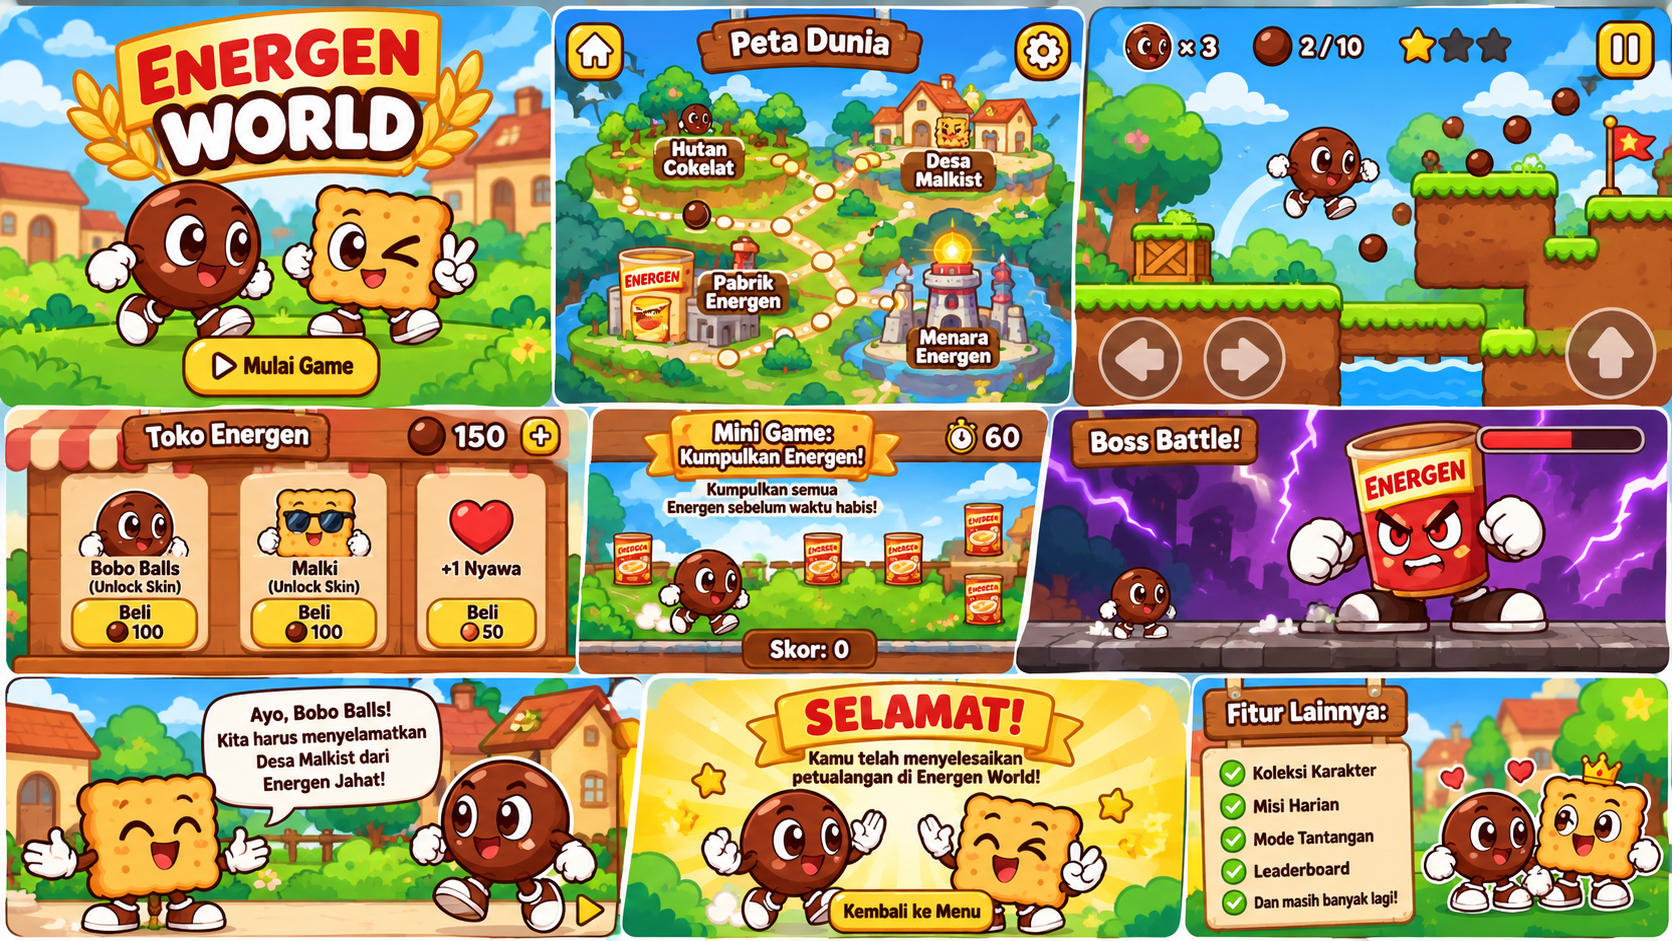 ENERGEN
WORLD
Mulai Game
Peta Dunia
Hutan
Cokelat
Desa
Malkist
ENERGEN
Pabrik
Energen
Menara
Energen
× 3
2/10
Toko Energen
150
Bobo Balls
(Unlock Skin)
Beli
100
Malki
(Unlock Skin)
Beli
100
+1 Nyawa
Beli
50
Mini Game:
Kumpulkan Energen!
60
Kumpulkan semua
Energen sebelum waktu habis!
Skor: 0
Boss Battle!
ENERGEN
Ayo, Bobo Balls!
Kita harus menyelamatkan
Desa Malkist dari
Energen Jahat!
SELAMAT!
Kamu telah menyelesaikan
petualangan di Energen World!
Kembali ke Menu
Fitur Lainnya:
Koleksi Karakter
Misi Harian
Mode Tantangan
Leaderboard
Dan masih banyak lagi!